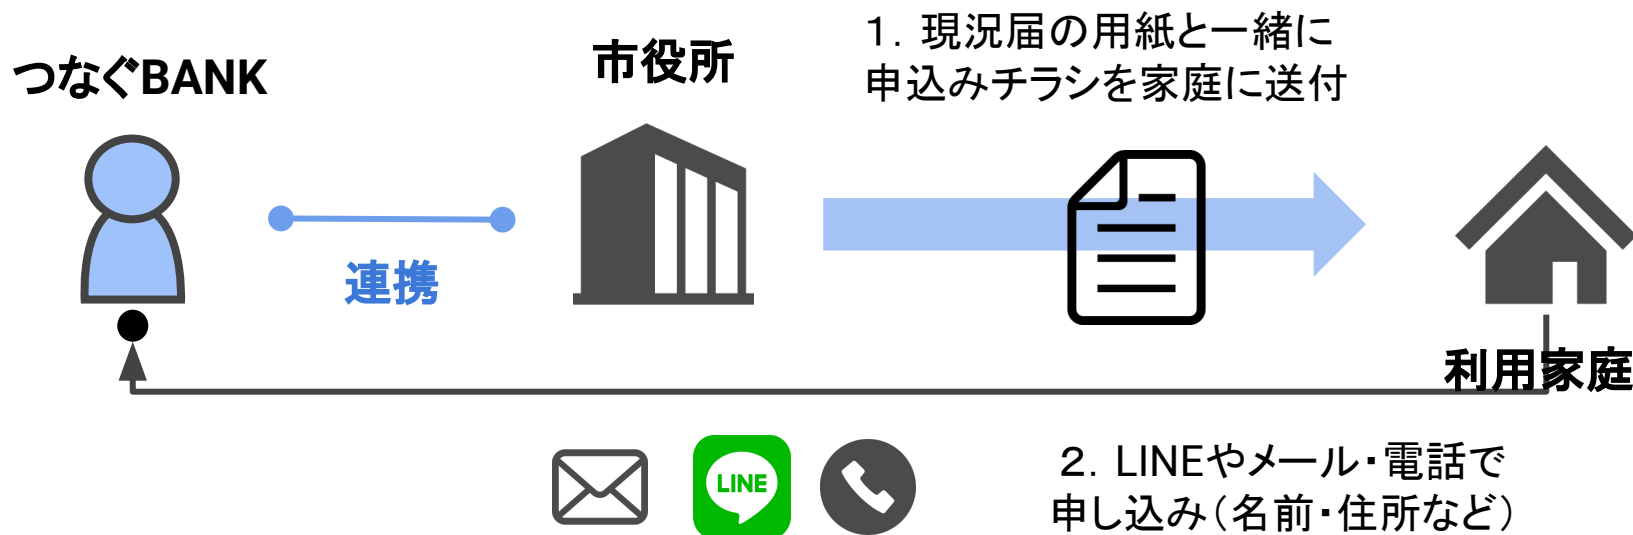 つなぐBANK
市役所
1．現況届の用紙と一緒に
申込みチラシを家庭に送付
連携
利用家庭
LINE
2．LINEやメール・電話で
申し込み（名前・住所など）